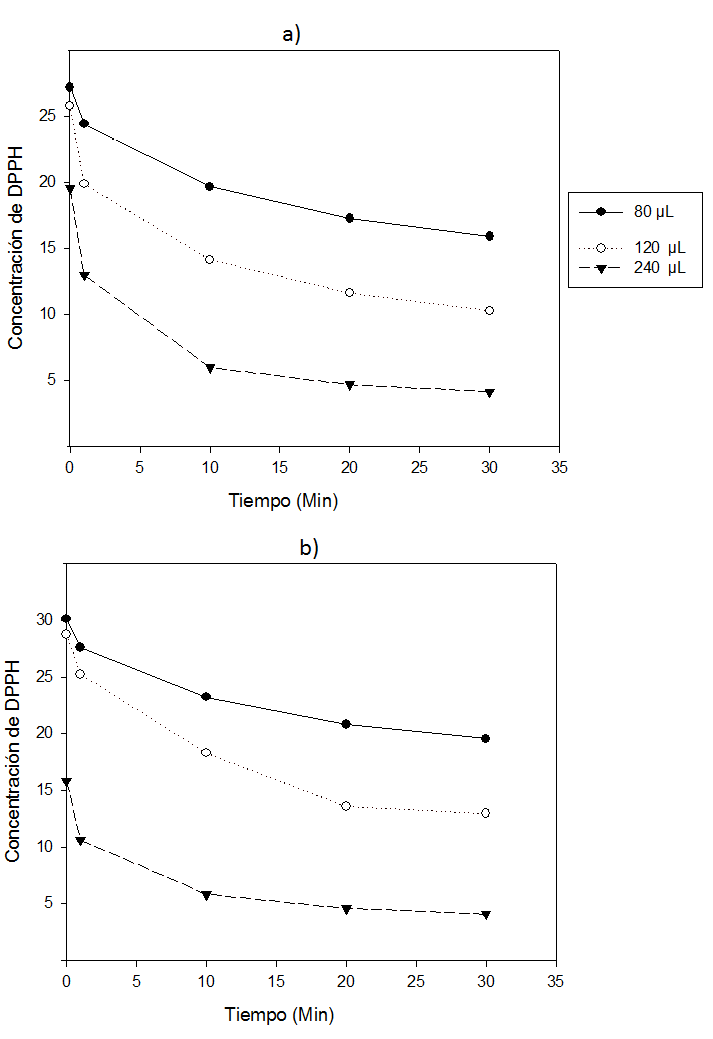 a)
25
20
15
10
5
Concentración de DPPH
0 5 10 15 20 25 30 35
Tiempo (Min)
80 µL
120 µL
240 µL
b)
30
25
20
15
10
5
Concentración de DPPH
0 5 10 15 20 25 30 35
Tiempo (Min)